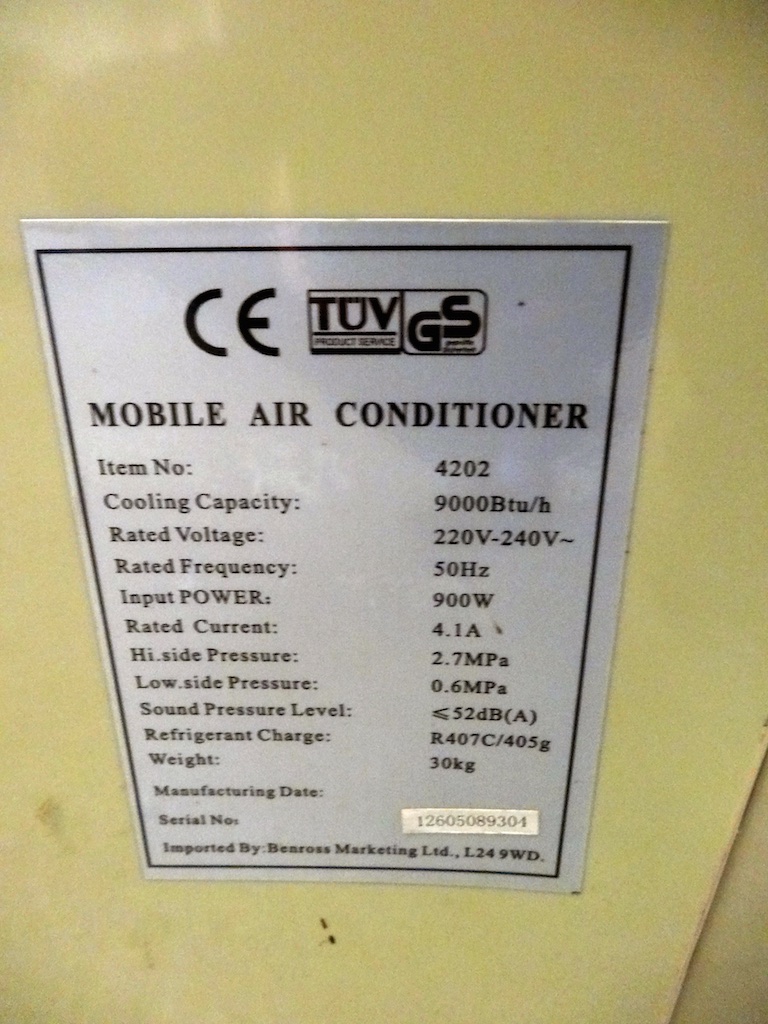 CE TÜV PRODUCT SERVICE GS
MOBILE AIR CONDITIONER
Item No: 4202
Cooling Capacity: 9000Btu/h
Rated Voltage: 220V-240V~
Rated Frequency: 50Hz
Input POWER: 900W
Rated Current: 4.1A
Hi.side Pressure: 2.7MPa
Low.side Pressure: 0.6MPa
Sound Pressure Level: ≤52dB(A)
Refrigerant Charge: R407C/405g
Weight: 30kg
Manufacturing Date:
Serial No: 12605089304
Imported By:Benross Marketing Ltd., L24 9WD.